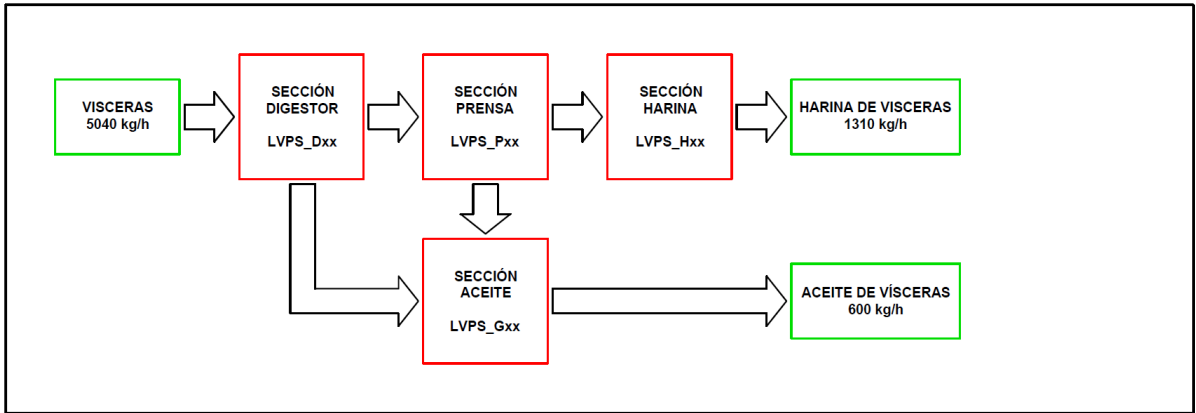 VISCERAS
5040 kg/h
SECCIÓN
DIGESTOR
LVPS_Dxx
SECCIÓN
PRENSA
LVPS_Pxx
SECCIÓN
HARINA
LVPS_Hxx
HARINA DE VISCERAS
1310 kg/h
SECCIÓN
ACEITE
LVPS_Gxx
ACEITE DE VÍSCERAS
600 kg/h